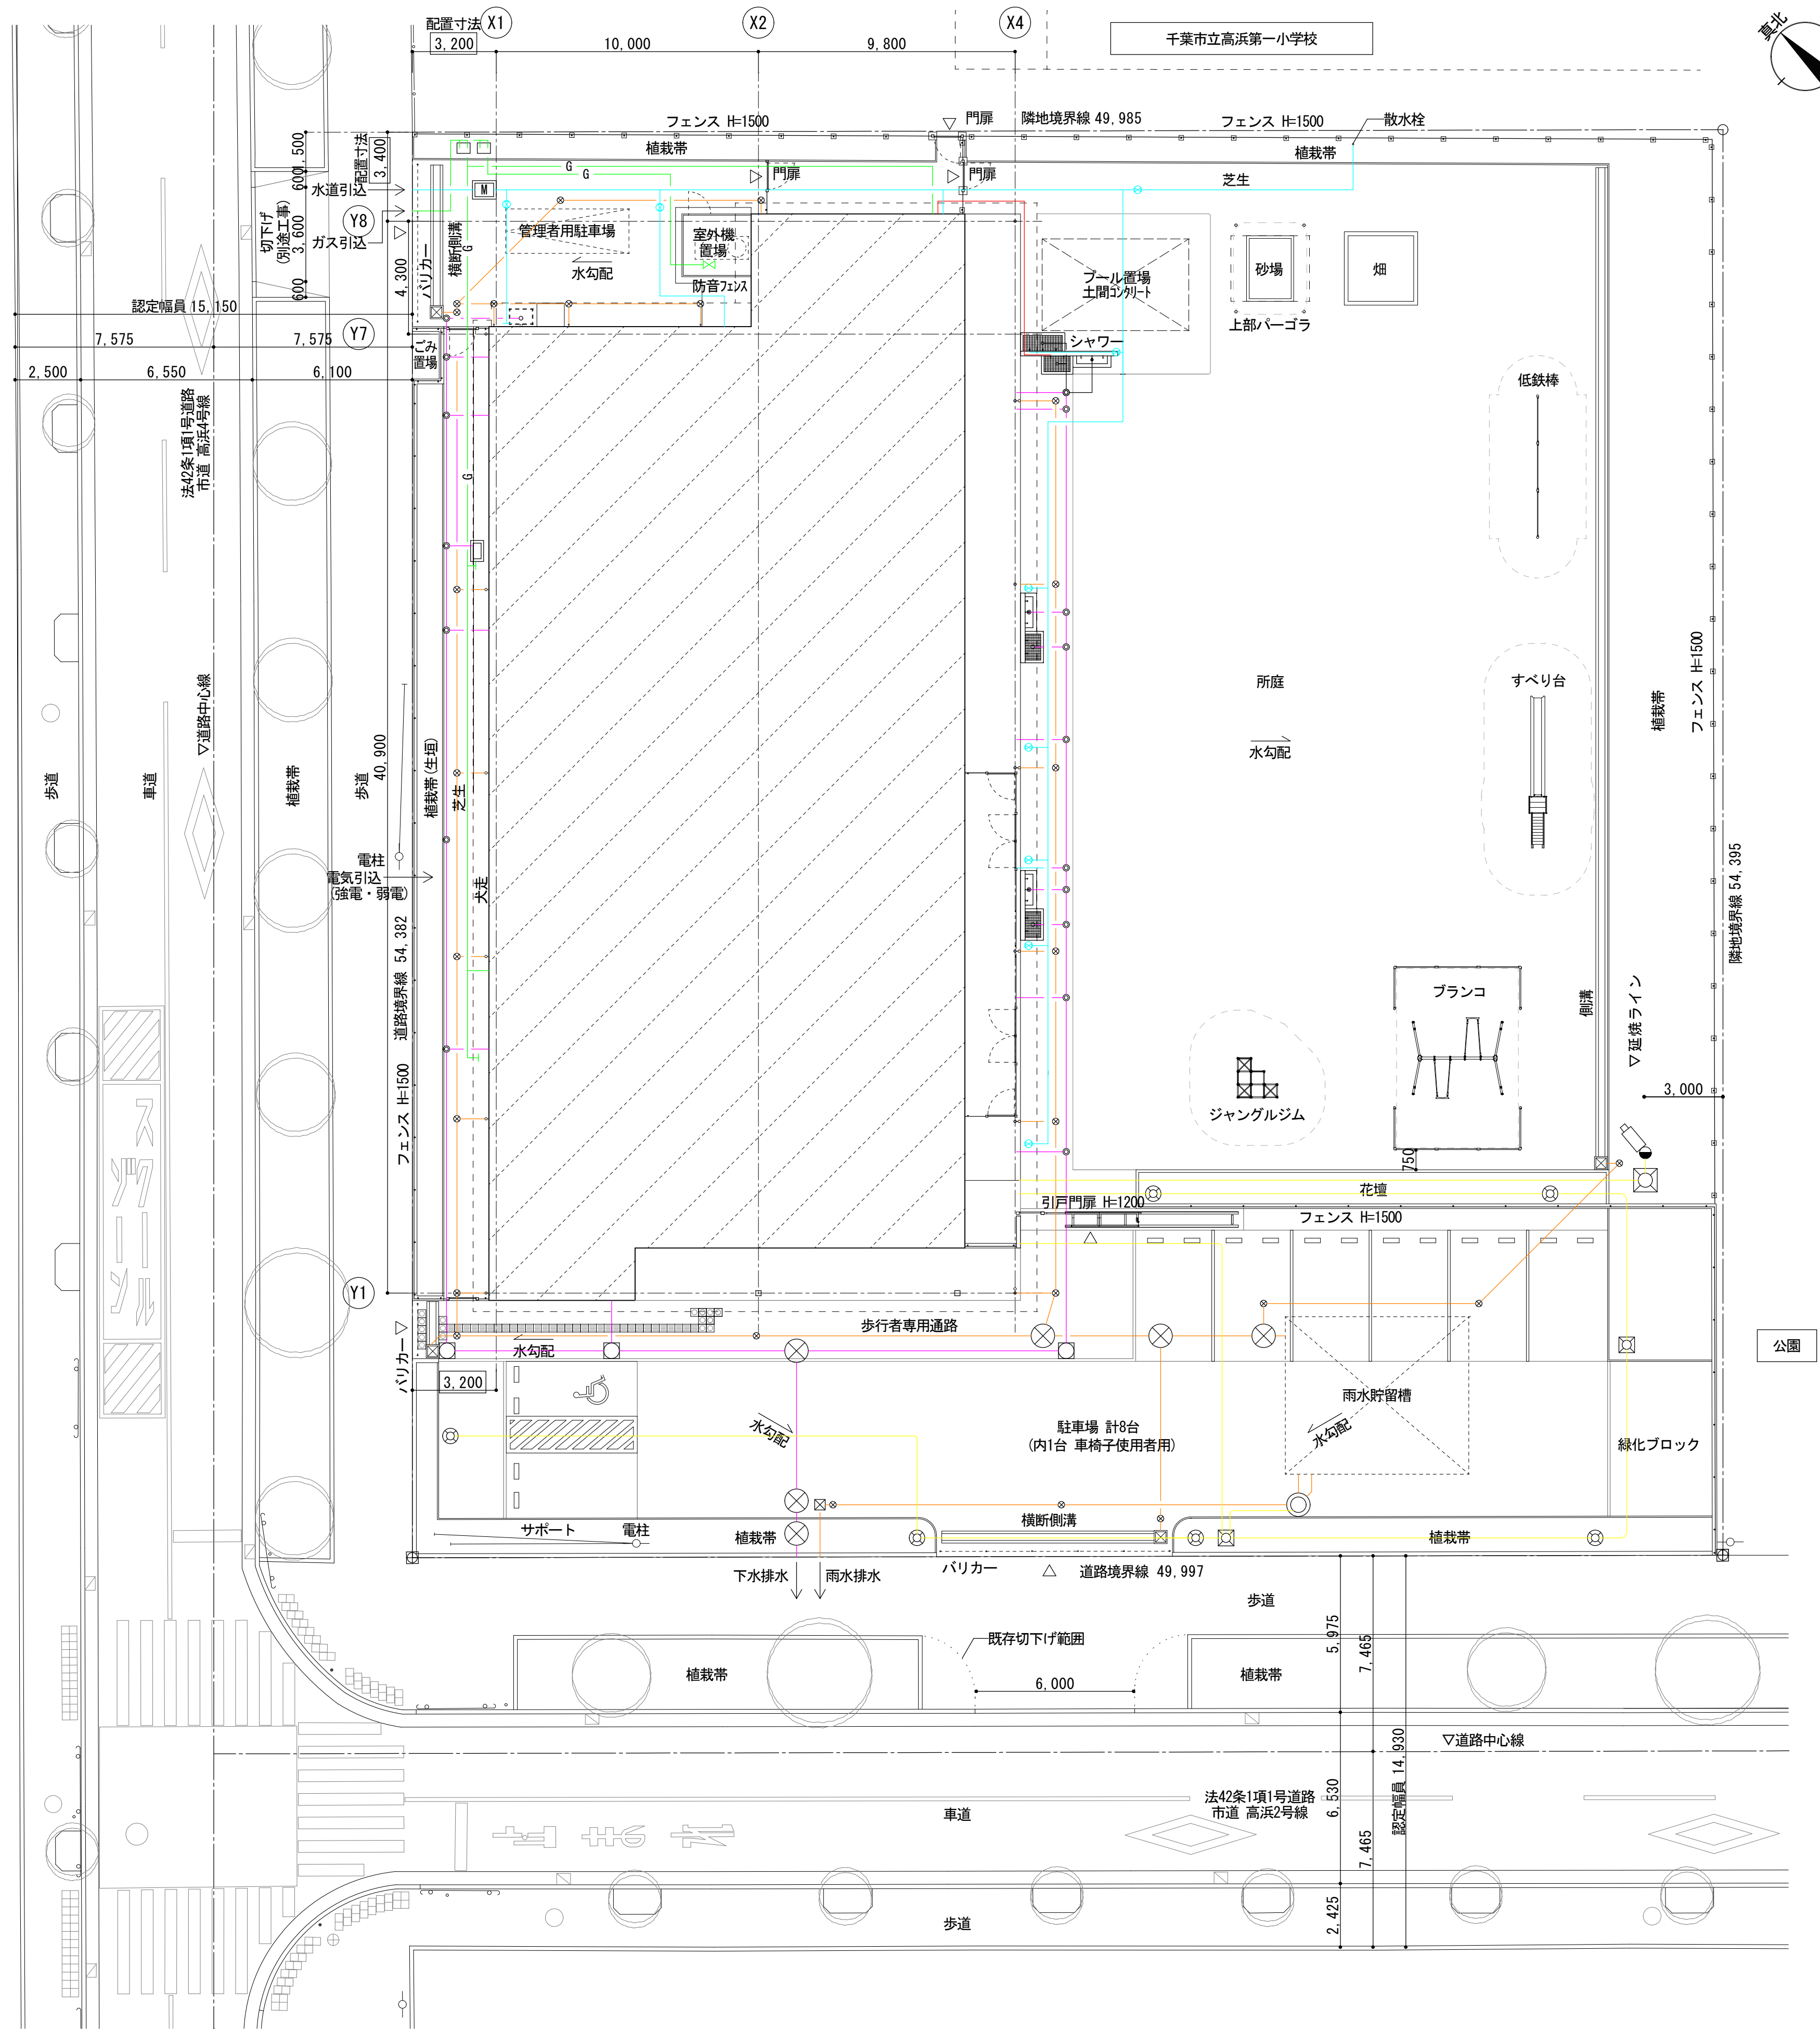 配置寸法
X1
X2
X4
3,200
10,000
9,800
千葉市立高浜第一小学校
真北
フェンス H=1500
門扉
隣地境界線 49,985
フェンス H=1500
散水栓
植栽帯
植栽帯
1,500
600
3,600
600
切下げ
(別途工事)
配置寸法
3,400
水道引込
Y8
ガス引込
4,300
バリカー
横断側溝
G
G
G
G
M
門扉
門扉
芝生
管理者用駐車場
水勾配
室外機
置場
防音フェンス
プール置場
土間コンクリート
砂場
畑
上部パーゴラ
シャワー
低鉄棒
認定幅員 15,150
Y7
7,575
7,575
ごみ
置場
2,500
6,550
6,100
法42条1項1号道路
市道 高浜4号線
▽道路中心線
歩道
車道
植栽帯
歩道
40,900
植栽帯(生垣)
芝生
犬走
電柱
電気引込
(強電・弱電)
道路境界線 54,382
フェンス H=1500
所庭
水勾配
すべり台
植栽帯
フェンス H=1500
隣地境界線 54,395
側溝
▽延焼ライン
3,000
ブランコ
ジャングルジム
750
花壇
引戸門扉 H=1200
フェンス H=1500
スクールゾーン
Y1
歩行者専用通路
バリカー▽
水勾配
3,200
公園
水勾配
駐車場 計8台
(内1台 車椅子使用者用)
雨水貯留槽
水勾配
緑化ブロック
サポート
電柱
植栽帯
横断側溝
植栽帯
下水排水
雨水排水
バリカー
道路境界線 49,997
歩道
既存切下げ範囲
植栽帯
6,000
植栽帯
5,975
7,465
▽道路中心線
認定幅員 14,930
6,530
法42条1項1号道路
市道 高浜2号線
車道
止まれ
7,465
2,425
歩道